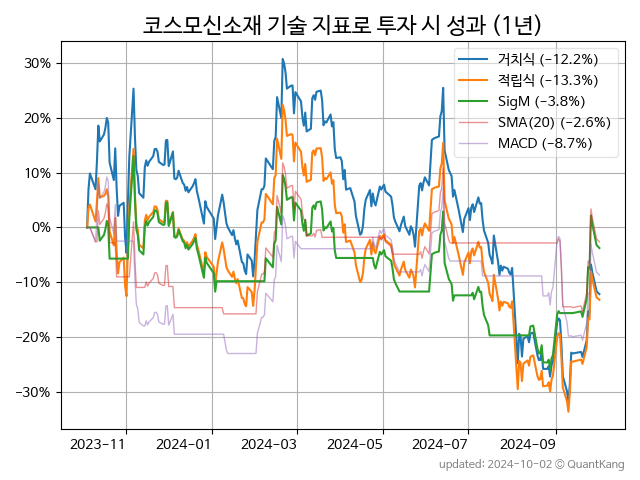 코스모신소재 기술 지표로 투자 시 성과 (1년)
거치식 (−12.2%)
적립식 (−13.3%)
SigM (−3.8%)
SMA(20) (−2.6%)
MACD (−8.7%)
30%
20%
10%
0%
−10%
−20%
−30%
2023-11 2024-01 2024-03 2024-05 2024-07 2024-09
updated: 2024-10-02 © QuantKang